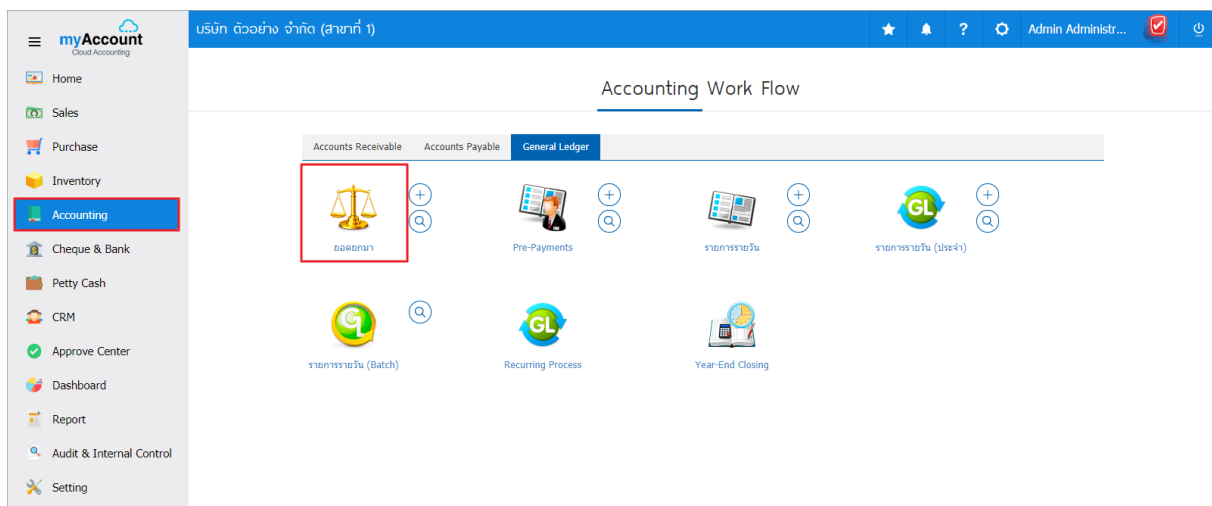 myAccount
Cloud Accounting
บริษัท ตัวอย่าง จำกัด (สาขาที่ 1)
?
Admin Administr...
Home
Sales
Purchase
Inventory
Accounting
Cheque & Bank
Petty Cash
CRM
Approve Center
Dashboard
Report
Audit & Internal Control
Setting
Accounting Work Flow
Accounts Receivable Accounts Payable General Ledger
GL
ยอดยกมา Pre-Payments รายการรายวัน รายการรายวัน (ประจำ)
GL
รายการรายวัน (Batch) Recurring Process Year-End Closing